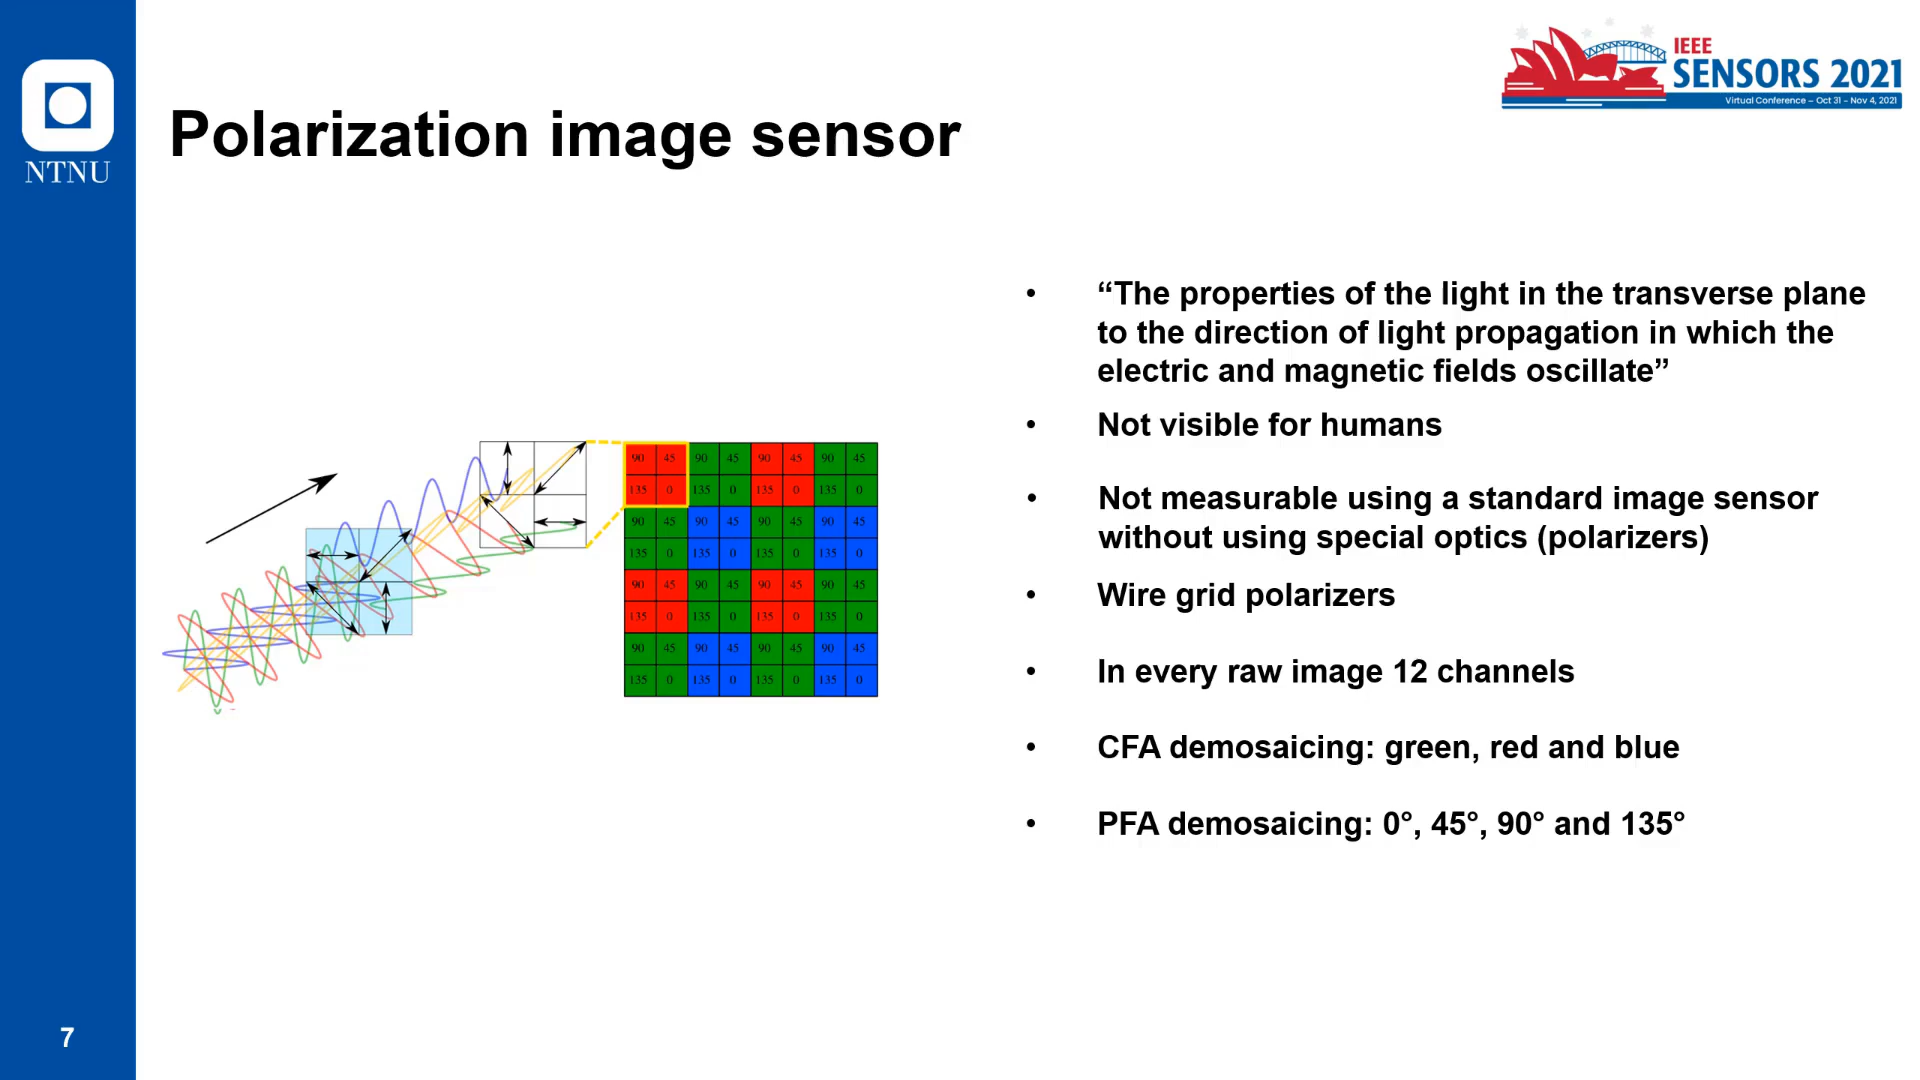 IEEE
SENSORS 2021
Virtual Conference – Oct 31 - Nov 4, 2021
NTNU
Polarization image sensor
• “The properties of the light in the transverse plane
to the direction of light propagation in which the
electric and magnetic fields oscillate”
• Not visible for humans
• Not measurable using a standard image sensor
without using special optics (polarizers)
• Wire grid polarizers
• In every raw image 12 channels
• CFA demosaicing: green, red and blue
• PFA demosaicing: 0°, 45°, 90° and 135°
90 45 90 45 90 45 90 45
135 0 135 0 135 0 135 0
90 45 90 45 90 45 90 45
135 0 135 0 135 0 135 0
90 45 90 45 90 45 90 45
135 0 135 0 135 0 135 0
90 45 90 45 90 45 90 45
135 0 135 0 135 0 135 0
7